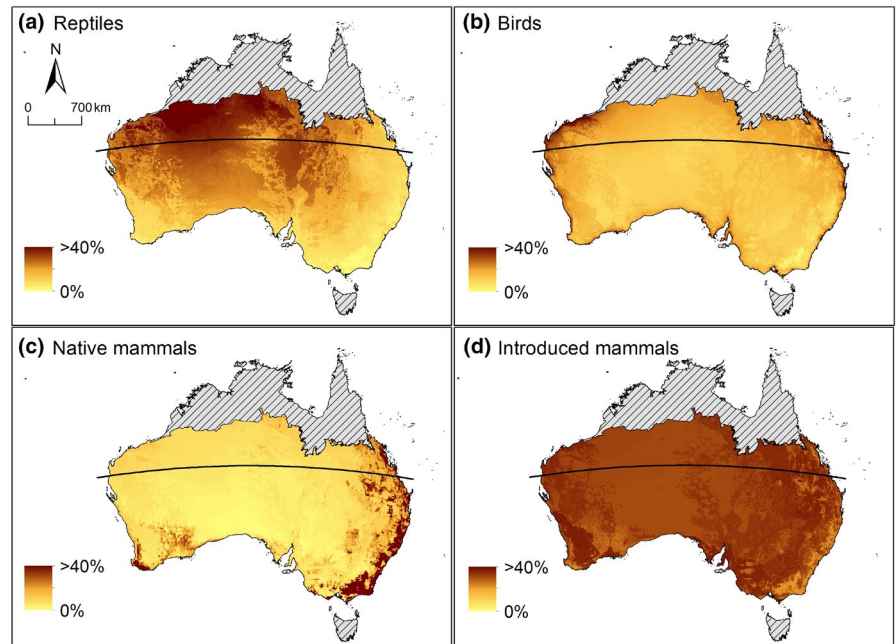 (a) Reptiles
N
0 700 km
>40%
0%
(b) Birds
>40%
0%
(c) Native mammals
>40%
0%
(d) Introduced mammals
>40%
0%